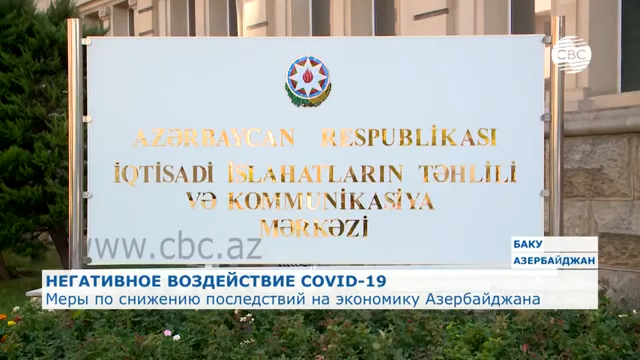 CBC
AZƏRBAYCAN RESPUBLİKASI
İQTİSADİ İSLAHATLARIN TƏHLİLİ
VƏ KOMMUNİKASİYA
MƏRKƏZİ
www.cbc.az
БАКУ
АЗЕРБАЙДЖАН
НЕГАТИВНОЕ ВОЗДЕЙСТВИЕ COVID-19
Меры по снижению последствий на экономику Азербайджана